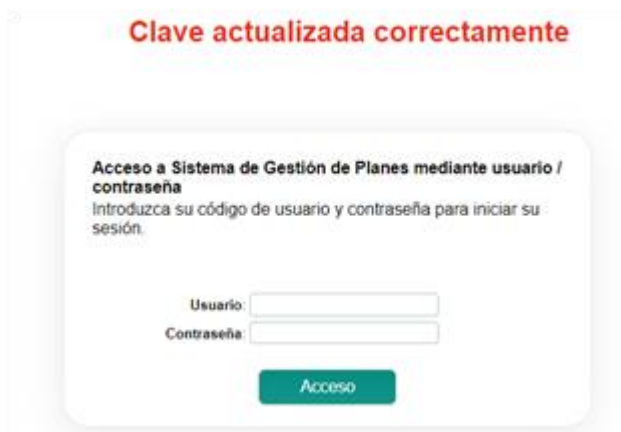 Clave actualizada correctamente
Acceso a Sistema de Gestión de Planes mediante usuario /
contraseña
Introduzca su código de usuario y contraseña para iniciar su
sesión.
Usuario:
Contraseña:
Acceso